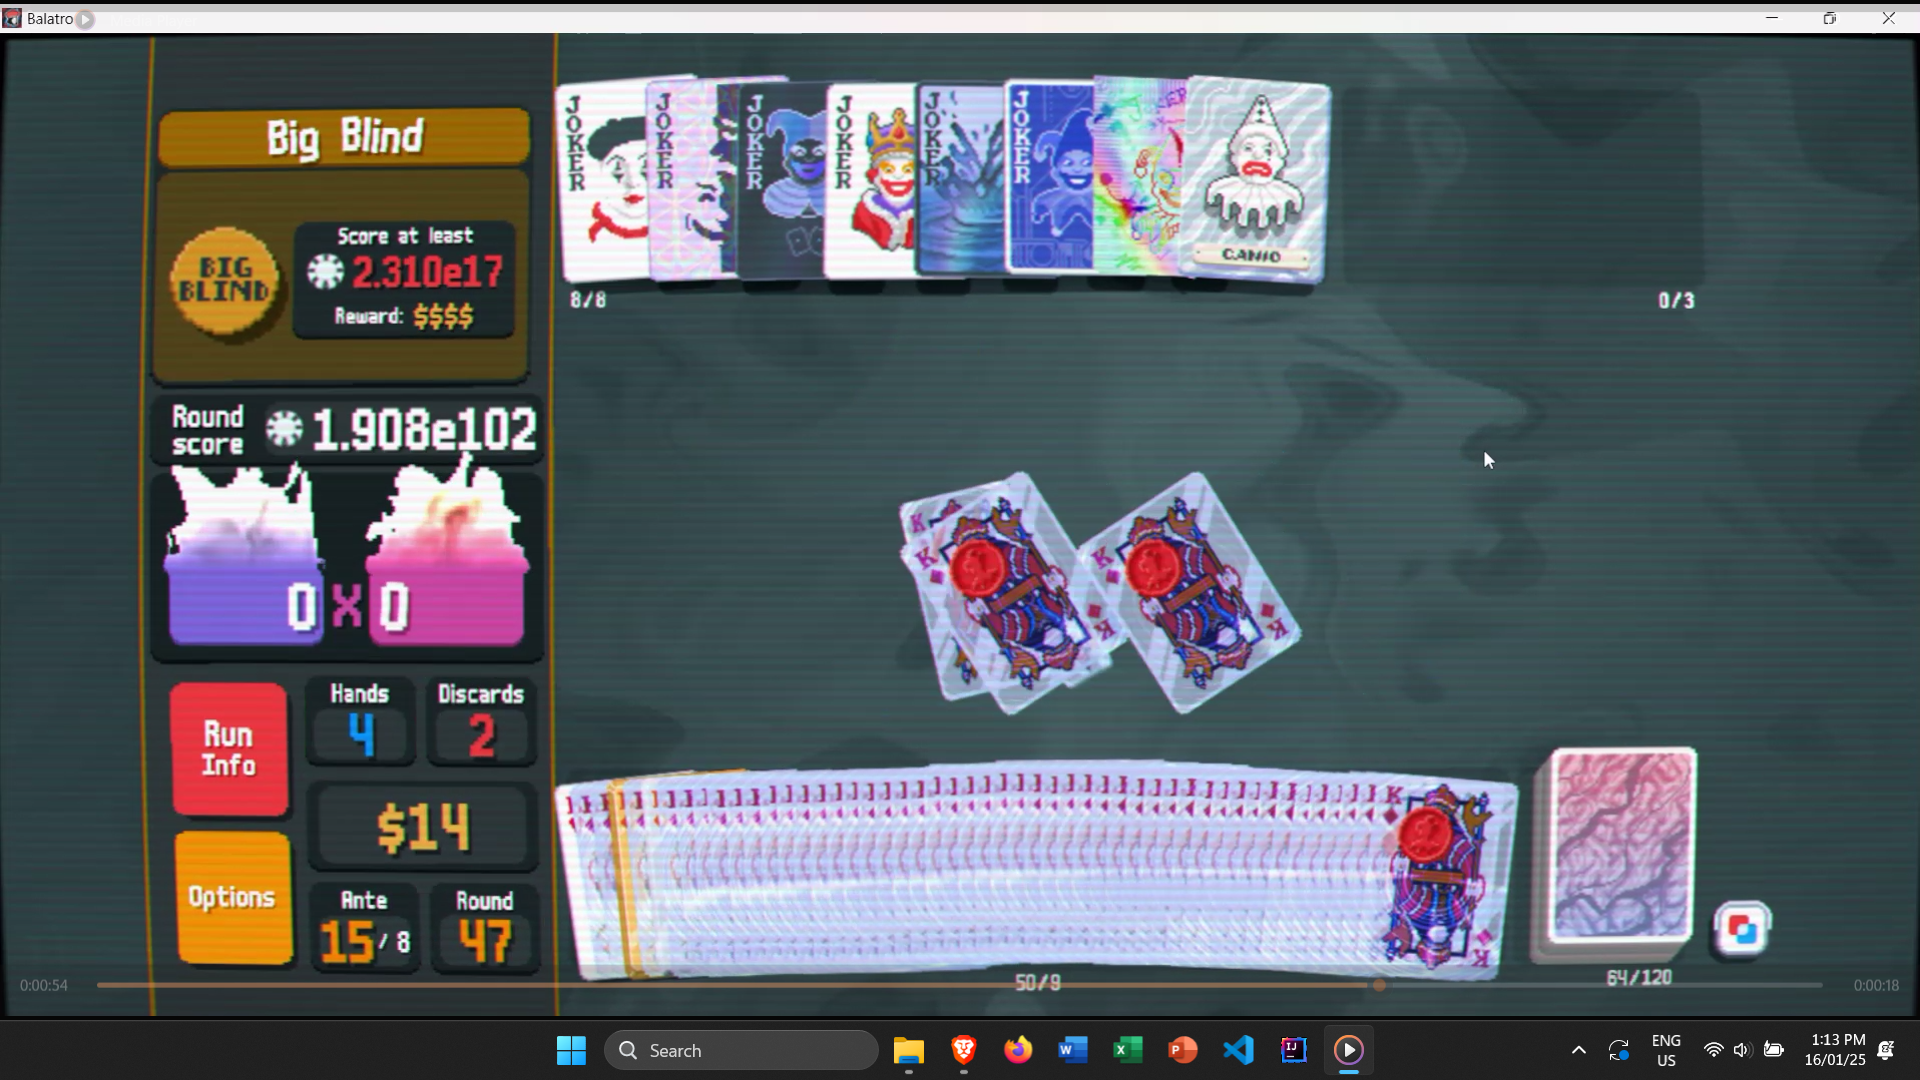 Balatro
Big Blind
BIG
BLIND
Score at least
2.310e17
Reward: $$$$
Round
score
1.908e102
0 X 0
Run
Info
Hands
4
Discards
2
$14
Options
Ante
15 / 8
Round
47
JOKER
JOKER
JOKER
JOKER
JOKER
JOKER
JOKER
CANIO
8/8
0/3
K
K
K
K
K
K
K
K
50/9
64/120
0:00:54
0:00:18
Search
ENG
US
1:13 PM
16/01/25